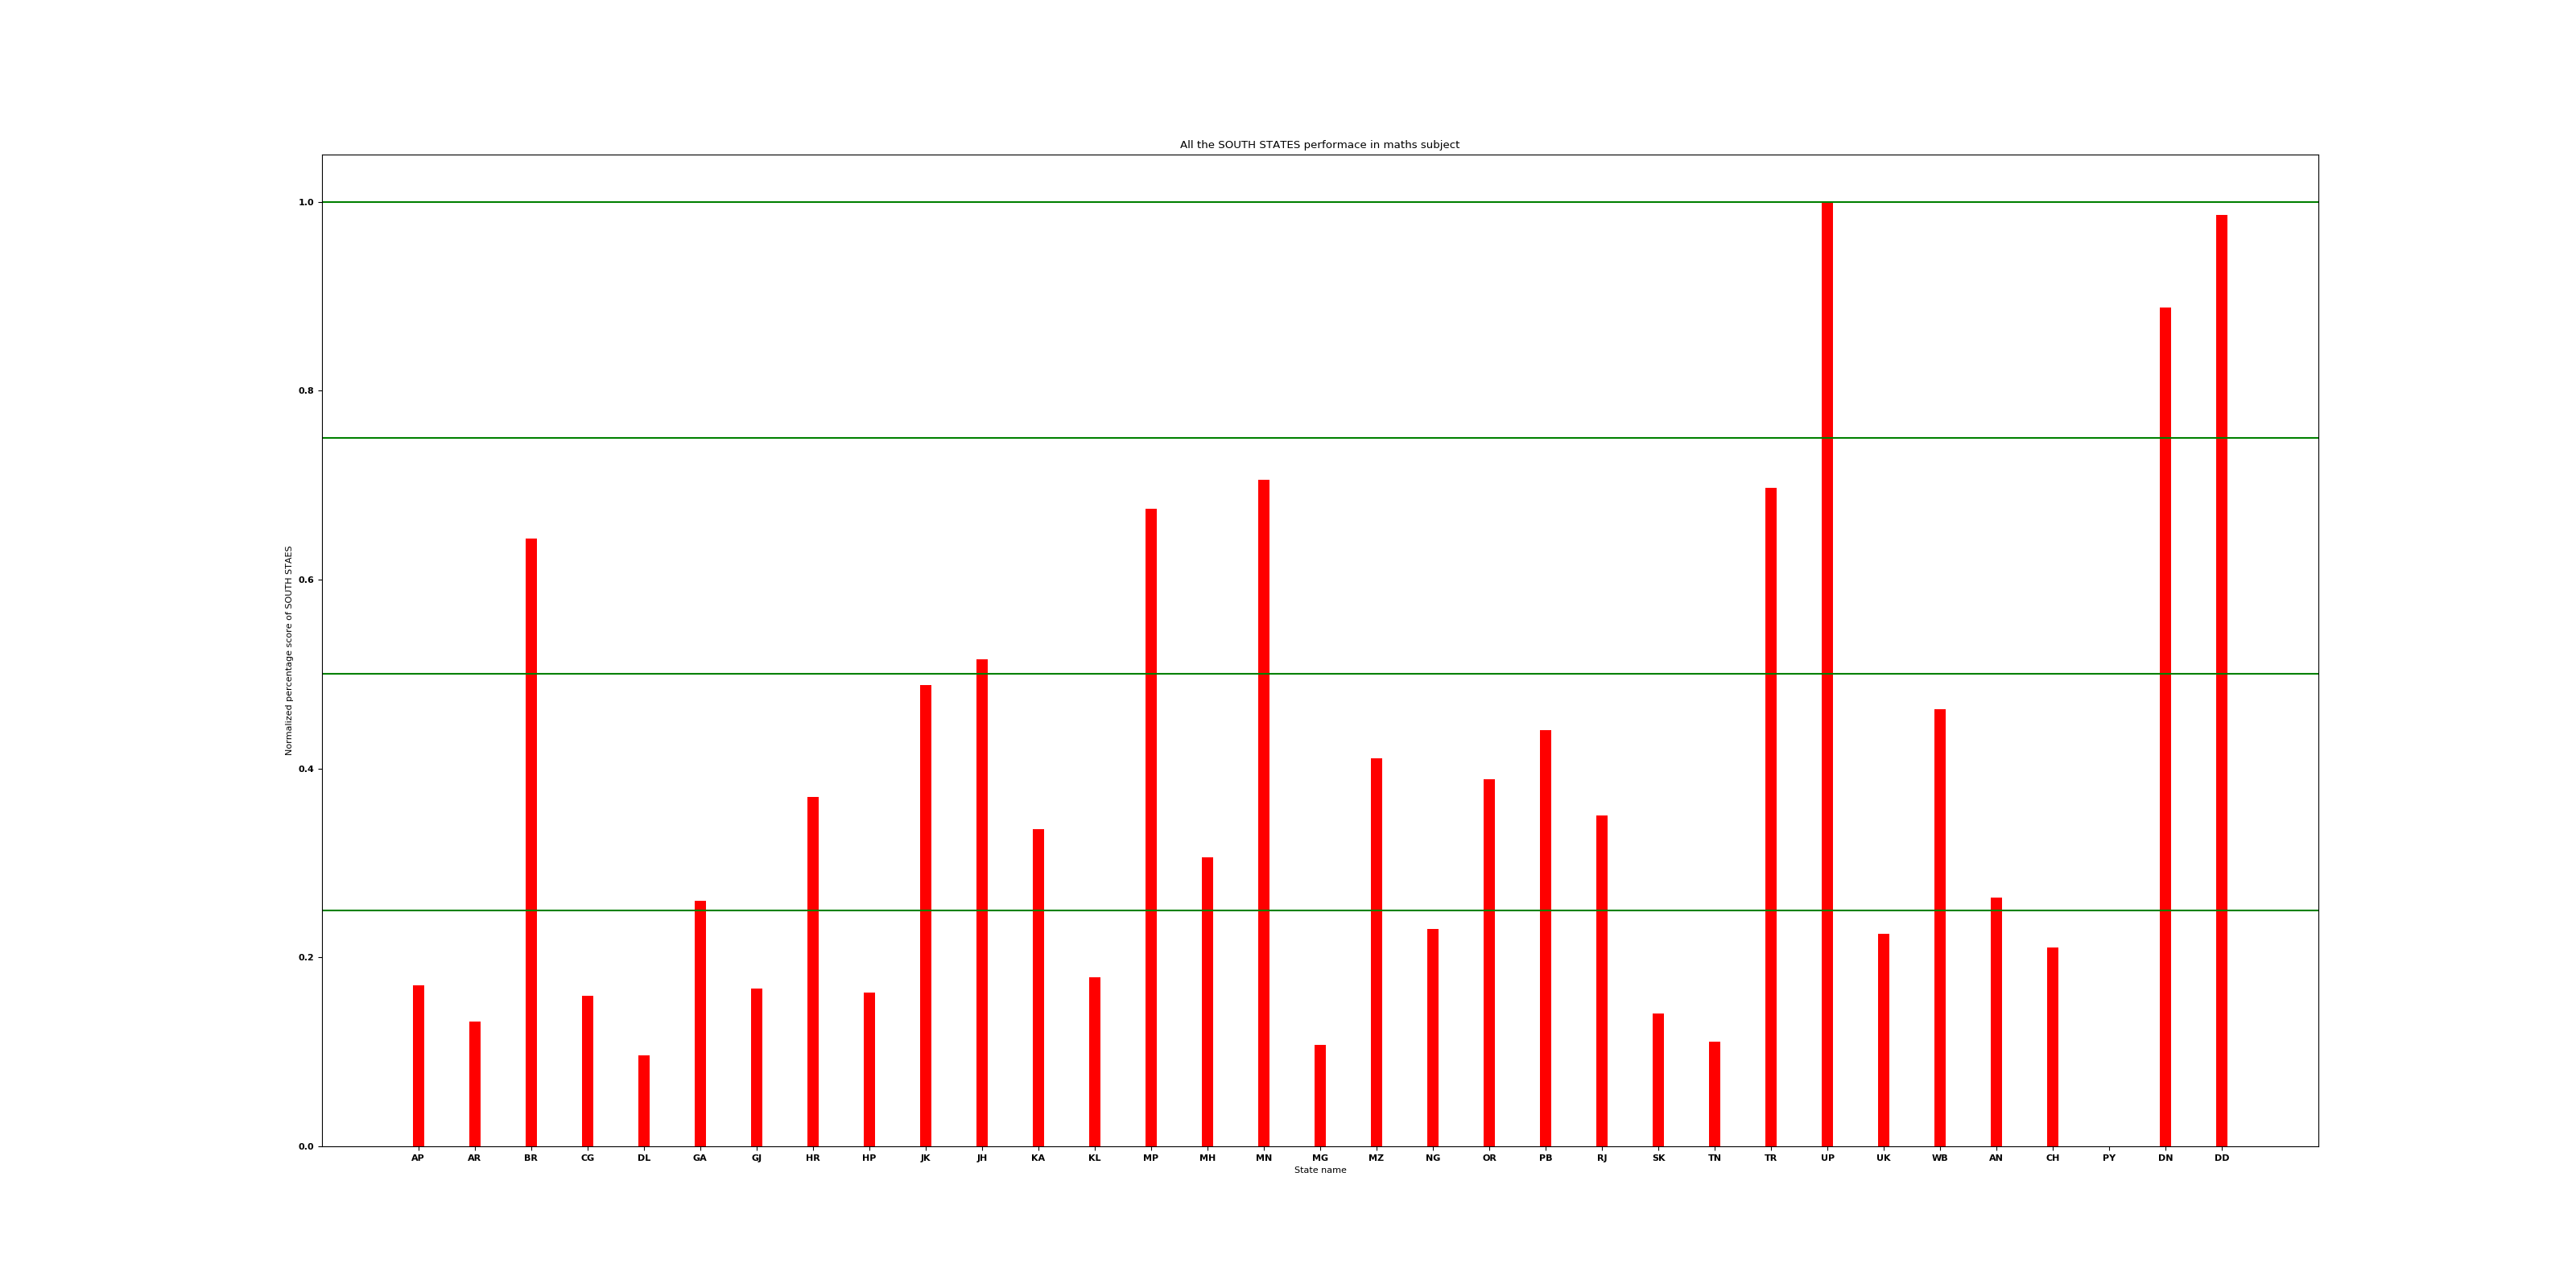 All the SOUTH STATES performace in maths subject
Normalized percentage score of SOUTH STAES
1.0
0.8
0.6
0.4
0.2
0.0
AP AR BR CG DL GA GJ HR HP JK JH KA KL MP MH MN MG MZ NG OR PB RJ SK TN TR UP UK WB AN CH PY DN DD
State name